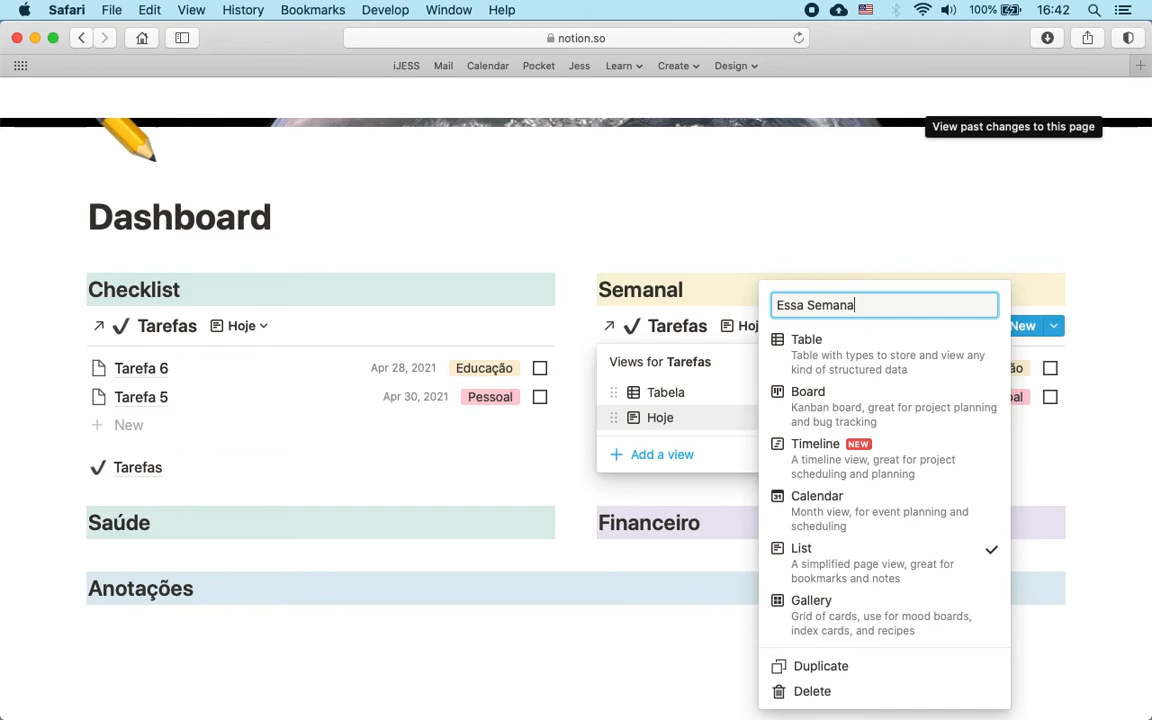 Safari File Edit View History Bookmarks Develop Window Help 100% 16:42
notion.so
iJESS Mail Calendar Pocket Jess Learn Create Design
View past changes to this page
Dashboard
Checklist
Tarefas Hoje
Tarefa 6 Apr 28, 2021 Educação
Tarefa 5 Apr 30, 2021 Pessoal
New
Tarefas
Semanal
Tarefas
New
Views for Tarefas
Tabela
Hoje
Add a view
Essa Semana
Table
Table with types to store and view any
kind of structured data
Board
Kanban board, great for project planning
and bug tracking
Timeline NEW
A timeline view, great for project
scheduling and planning
Calendar
Month view, for event planning and
scheduling
List
A simplified page view, great for
bookmarks and notes
Gallery
Grid of cards, use for mood boards,
index cards, and recipes
Duplicate
Delete
Saúde
Financeiro
Anotações